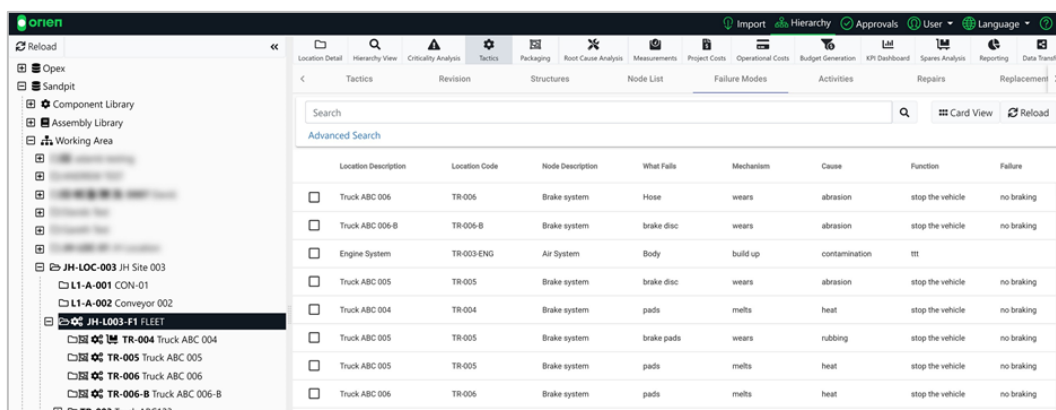 orien
Import Hierarchy Approvals User Language
Reload
Location Detail Hierarchy View Criticality Analysis Tactics Packaging Root Cause Analysis Measurements Project Costs Operational Costs Budget Generation KPI Dashboard Spares Analysis Reporting Data Transf
Tactics Revision Structures Node List Failure Modes Activities Repairs Replacement
Opex
Sandpit
Component Library
Assembly Library
Working Area
JH-LOC-003 JH Site 003
L1-A-001 CON-01
L1-A-002 Conveyor 002
JH-L003-F1 FLEET
TR-004 Truck ABC 004
TR-005 Truck ABC 005
TR-006 Truck ABC 006
TR-006-B Truck ABC 006-B
Search
Card View Reload
Advanced Search
Location Description Location Code Node Description What Fails Mechanism Cause Function Failure
Truck ABC 006 TR-006 Brake system Hose wears abrasion stop the vehicle no braking
Truck ABC 006-B TR-006-B Brake system brake disc wears abrasion stop the vehicle no braking
Engine System TR-003-ENG Air System Body build up contamination ttt
Truck ABC 005 TR-005 Brake system brake disc wears abrasion stop the vehicle no braking
Truck ABC 004 TR-004 Brake system pads melts heat stop the vehicle no braking
Truck ABC 005 TR-005 Brake system brake pads wears rubbing stop the vehicle no braking
Truck ABC 005 TR-005 Brake system pads melts heat stop the vehicle no braking
Truck ABC 006 TR-006 Brake system pads melts heat stop the vehicle no braking